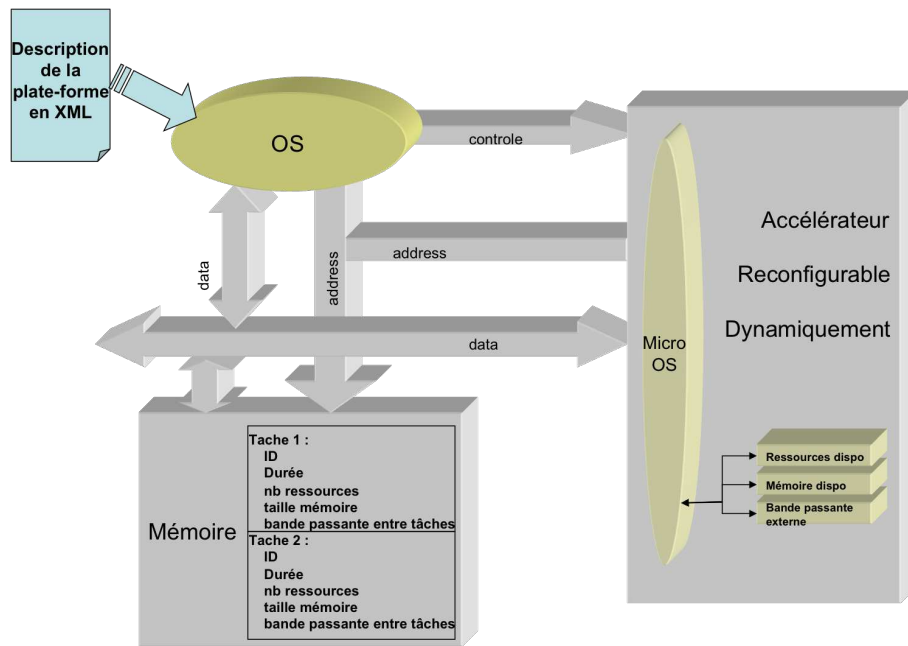 Description
de la
plate-forme
en XML
OS
controle
address
data
address
data
Accélérateur
Reconfigurable
Dynamiquement
Micro
OS
Ressources dispo
Mémoire dispo
Bande passante
externe
Mémoire
Tache 1 :
ID
Durée
nb ressources
taille mémoire
bande passante entre tâches
Tache 2 :
ID
Durée
nb ressources
taille mémoire
bande passante entre tâches